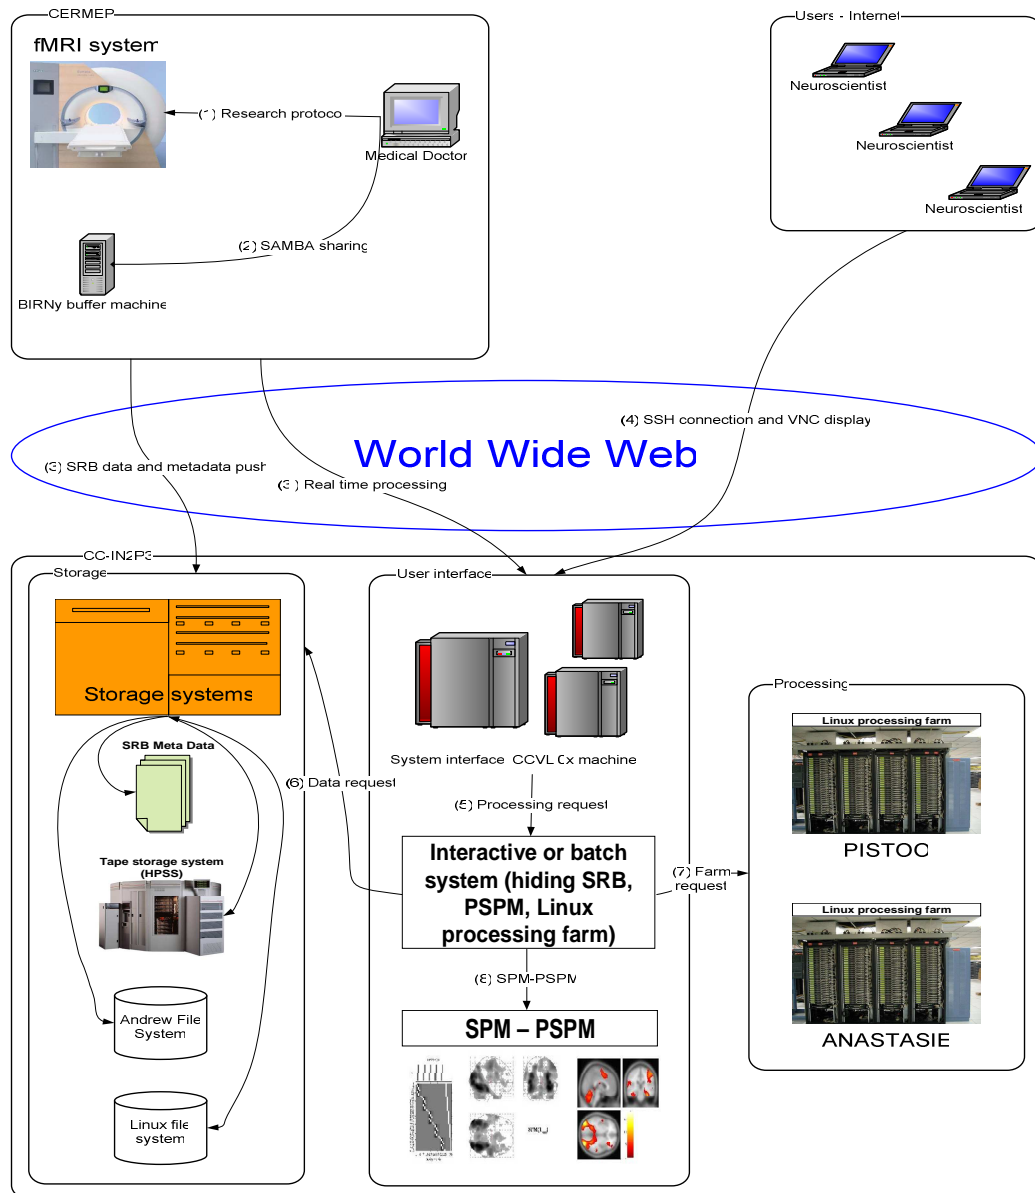 CERMEP
fMRI system
(1) Research protoco
Medical Doctor
(2) SAMBA sharing
BIRNy buffer machine
Users - Internet
Neuroscientist
Neuroscientist
Neuroscientist
(4) SSH connection and VNC display
World Wide Web
(3) SRB data and metadata push
(3) Real time processing
CC-IN2P3
Storage
Storage systems
SRB Meta Data
Tape storage system
(HPSS)
Andrew File
System
Linux file
system
(6) Data request
User interface
System interface CCVL 0x machine
(5) Processing request
Interactive or batch
system (hiding SRB,
PSPM, Linux
processing farm)
(7) Farm
request
(8) SPM-PSPM
SPM – PSPM
Processing
Linux processing farm
PISTOO
Linux processing farm
ANASTASIE